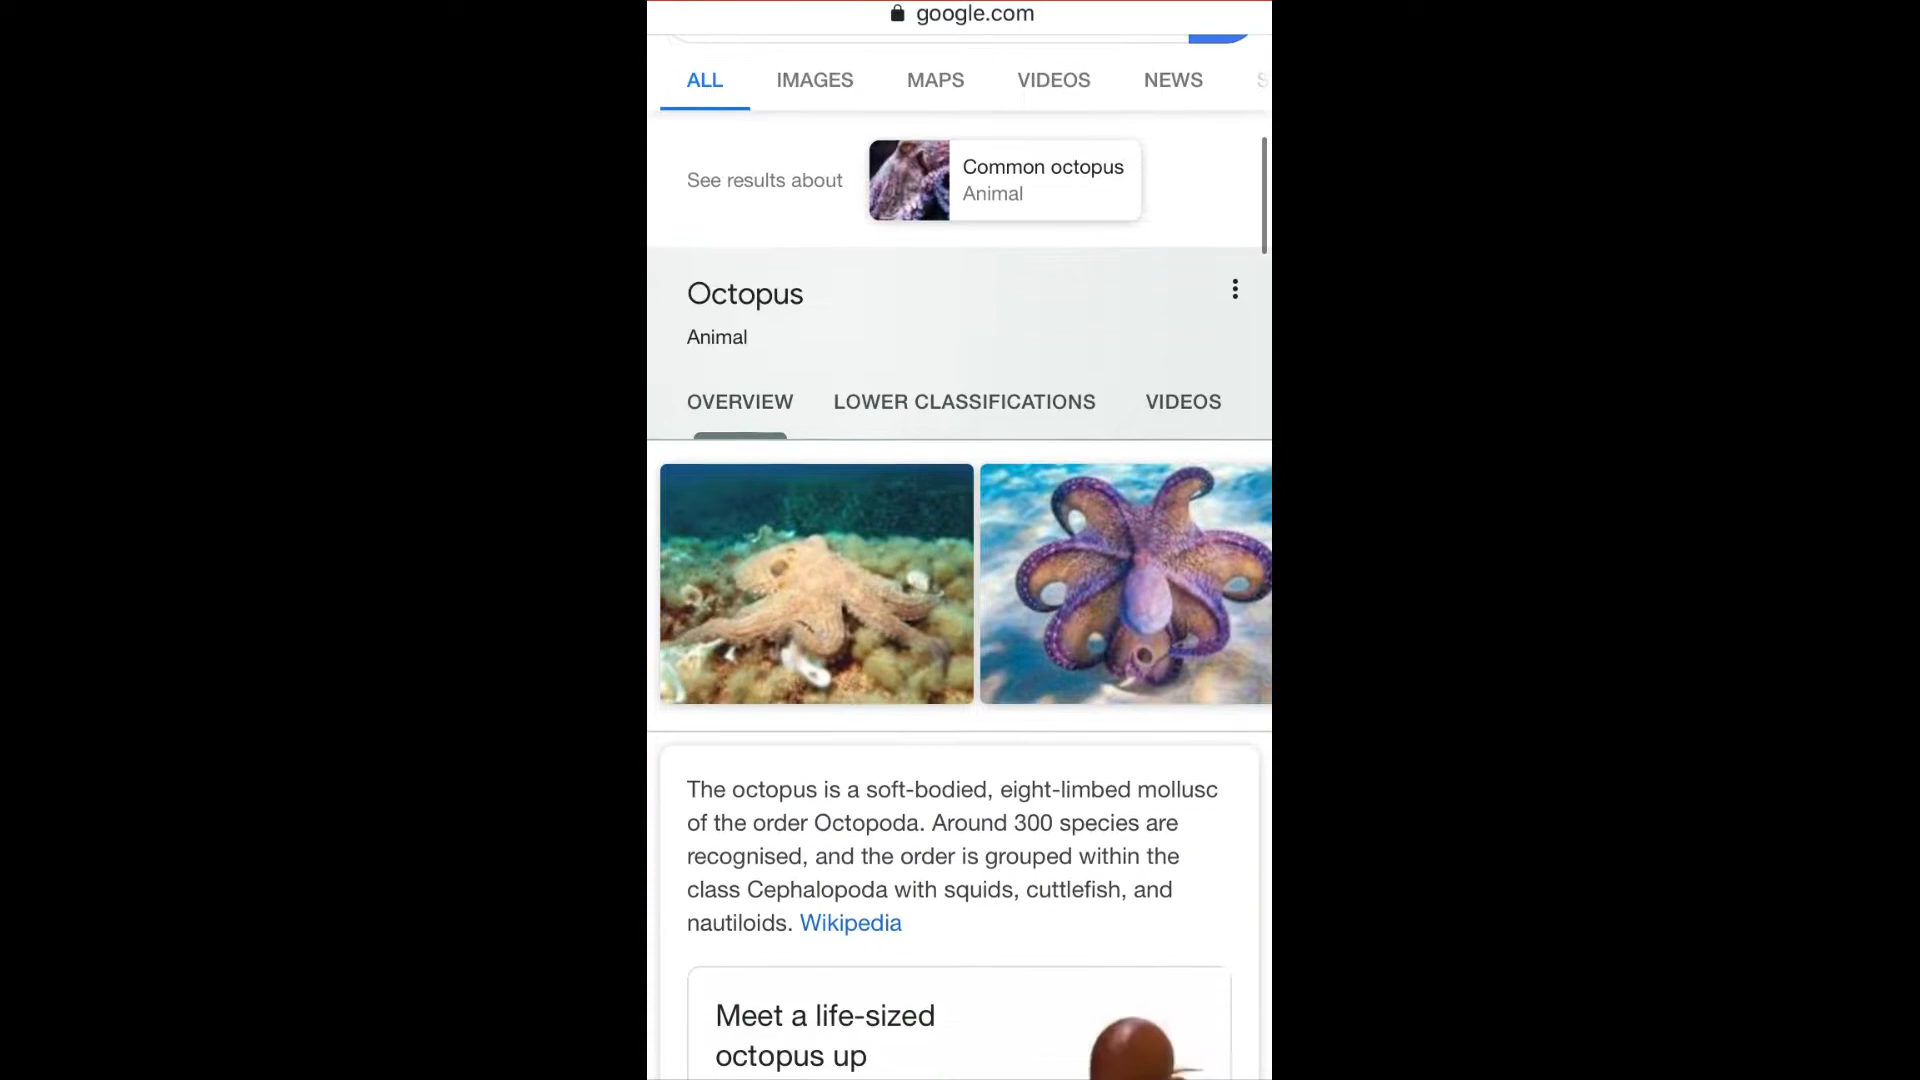 google.com
ALL IMAGES MAPS VIDEOS NEWS S
See results about
Common octopus
Animal
Octopus
Animal
OVERVIEW LOWER CLASSIFICATIONS VIDEOS
The octopus is a soft-bodied, eight-limbed mollusc
of the order Octopoda. Around 300 species are
recognised, and the order is grouped within the
class Cephalopoda with squids, cuttlefish, and
nautiloids. Wikipedia
Meet a life-sized
octopus up